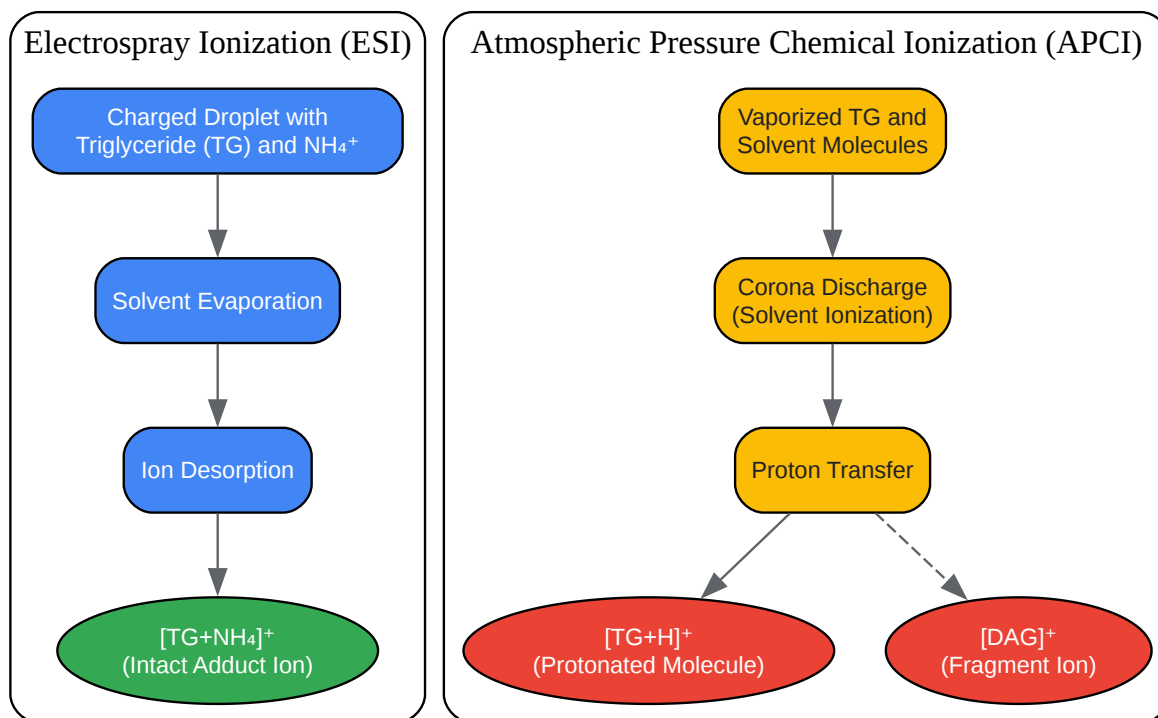 Electrospray Ionization (ESI)
Charged Droplet with
Triglyceride (TG) and NH₄⁺
Solvent Evaporation
Ion Desorption
[TG+NH₄]⁺
(Intact Adduct Ion)
Atmospheric Pressure Chemical Ionization (APCI)
Vaporized TG and
Solvent Molecules
Corona Discharge
(Solvent Ionization)
Proton Transfer
[TG+H]⁺
(Protonated Molecule)
[DAG]⁺
(Fragment Ion)